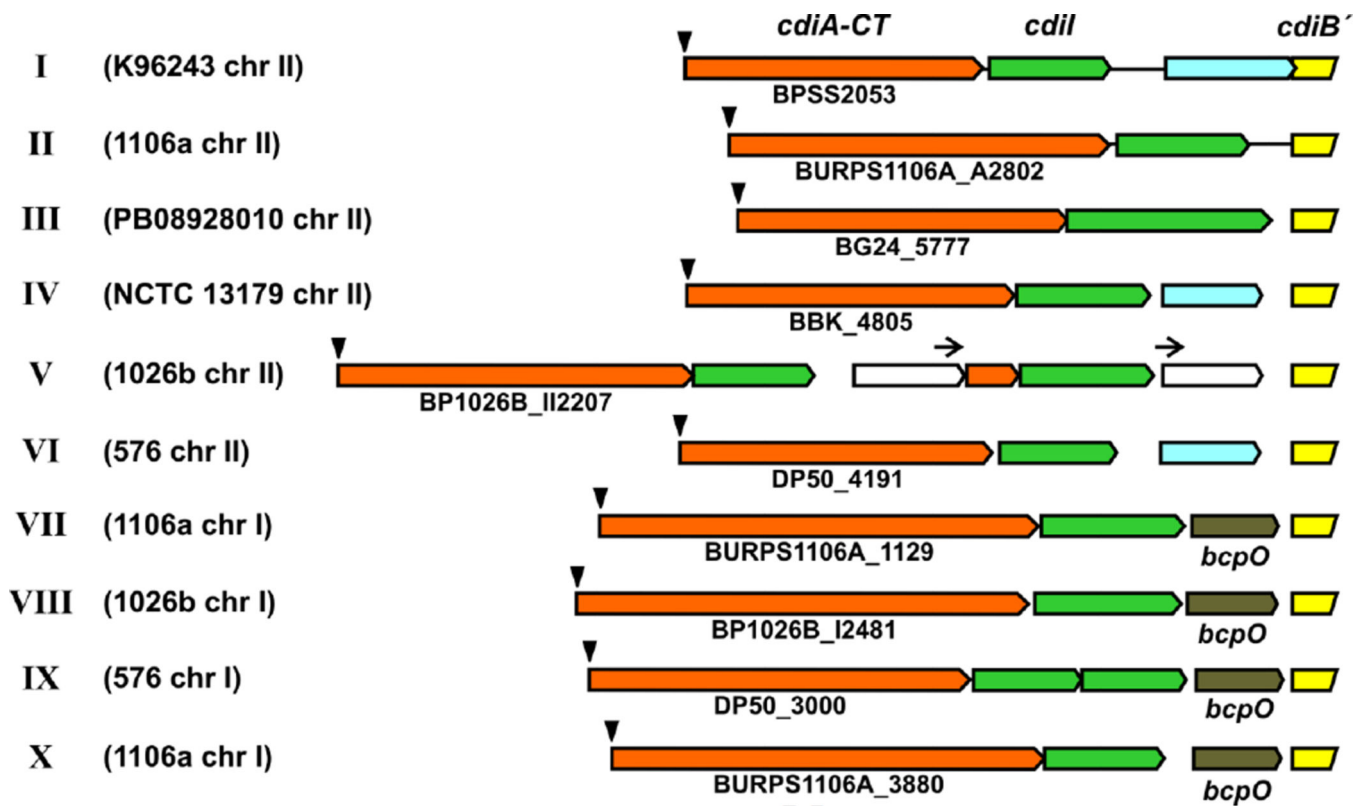 cdiA-CT cdiI cdiB´
I (K96243 chr II)
BPSS2053
II (1106a chr II)
BURPS1106A_A2802
III (PB08928010 chr II)
BG24_5777
IV (NCTC 13179 chr II)
BBK_4805
V (1026b chr II)
BP1026B_II2207
VI (576 chr II)
DP50_4191
VII (1106a chr I)
BURPS1106A_1129 bcpO
VIII (1026b chr I)
BP1026B_I2481 bcpO
IX (576 chr I)
DP50_3000 bcpO
X (1106a chr I)
BURPS1106A_3880 bcpO